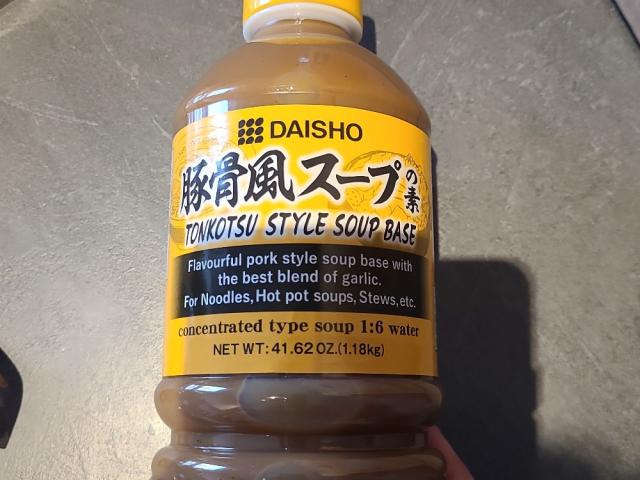 DAISHO
豚骨風スープの素
TONKOTSU STYLE SOUP BASE
Flavourful pork style soup base with
the best blend of garlic.
For Noodles, Hot pot soups, Stews, etc.
concentrated type soup 1:6 water
NET WT: 41.62 OZ.(1.18kg)